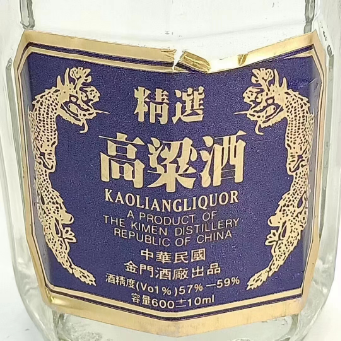 精選
高粱酒
KAOLIANGLIQUOR
A PRODUCT OF
THE KIMEN DISTILLERY
REPUBLIC OF CHINA
中華民國
金門酒廠出品
酒精度(Vo1%)57%—59%
容量600±10ml